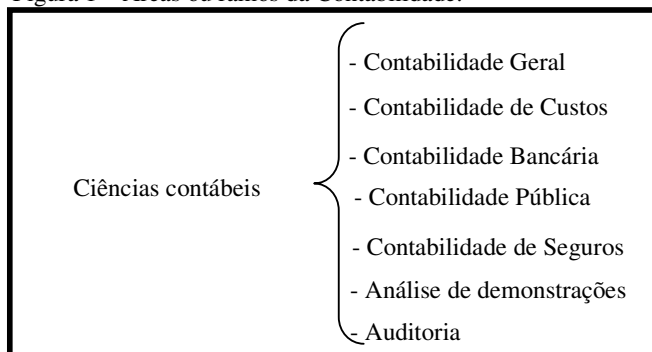 Figura 1 – Áreas ou ramos da Contabilidade.
- Contabilidade Geral
- Contabilidade de Custos
- Contabilidade Bancária
Ciências contábeis
- Contabilidade Pública
- Contabilidade de Seguros
- Análise de demonstrações
- Auditoria